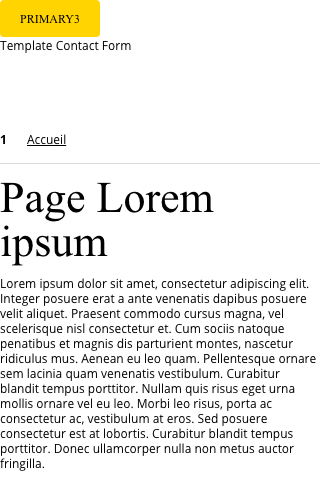 PRIMARY3
Template Contact Form
1 Accueil
Page Lorem
ipsum
Lorem ipsum dolor sit amet, consectetur adipiscing elit.
Integer posuere erat a ante venenatis dapibus posuere
velit aliquet. Praesent commodo cursus magna, vel
scelerisque nisl consectetur et. Cum sociis natoque
penatibus et magnis dis parturient montes, nascetur
ridiculus mus. Aenean eu leo quam. Pellentesque ornare
sem lacinia quam venenatis vestibulum. Curabitur
blandit tempus porttitor. Nullam quis risus eget urna
mollis ornare vel eu leo. Morbi leo risus, porta ac
consectetur ac, vestibulum at eros. Sed posuere
consectetur est at lobortis. Curabitur blandit tempus
porttitor. Donec ullamcorper nulla non metus auctor
fringilla.